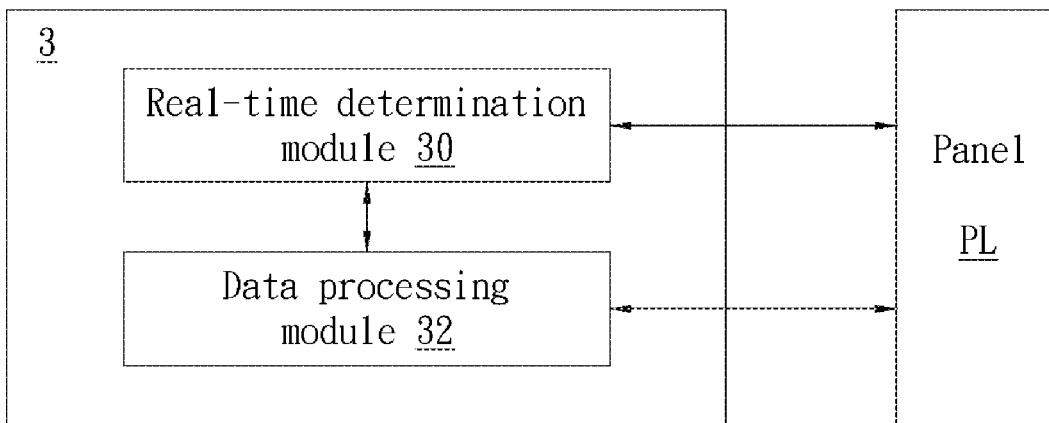 3
Real-time determination
module 30
Data processing
module 32
Panel
PL